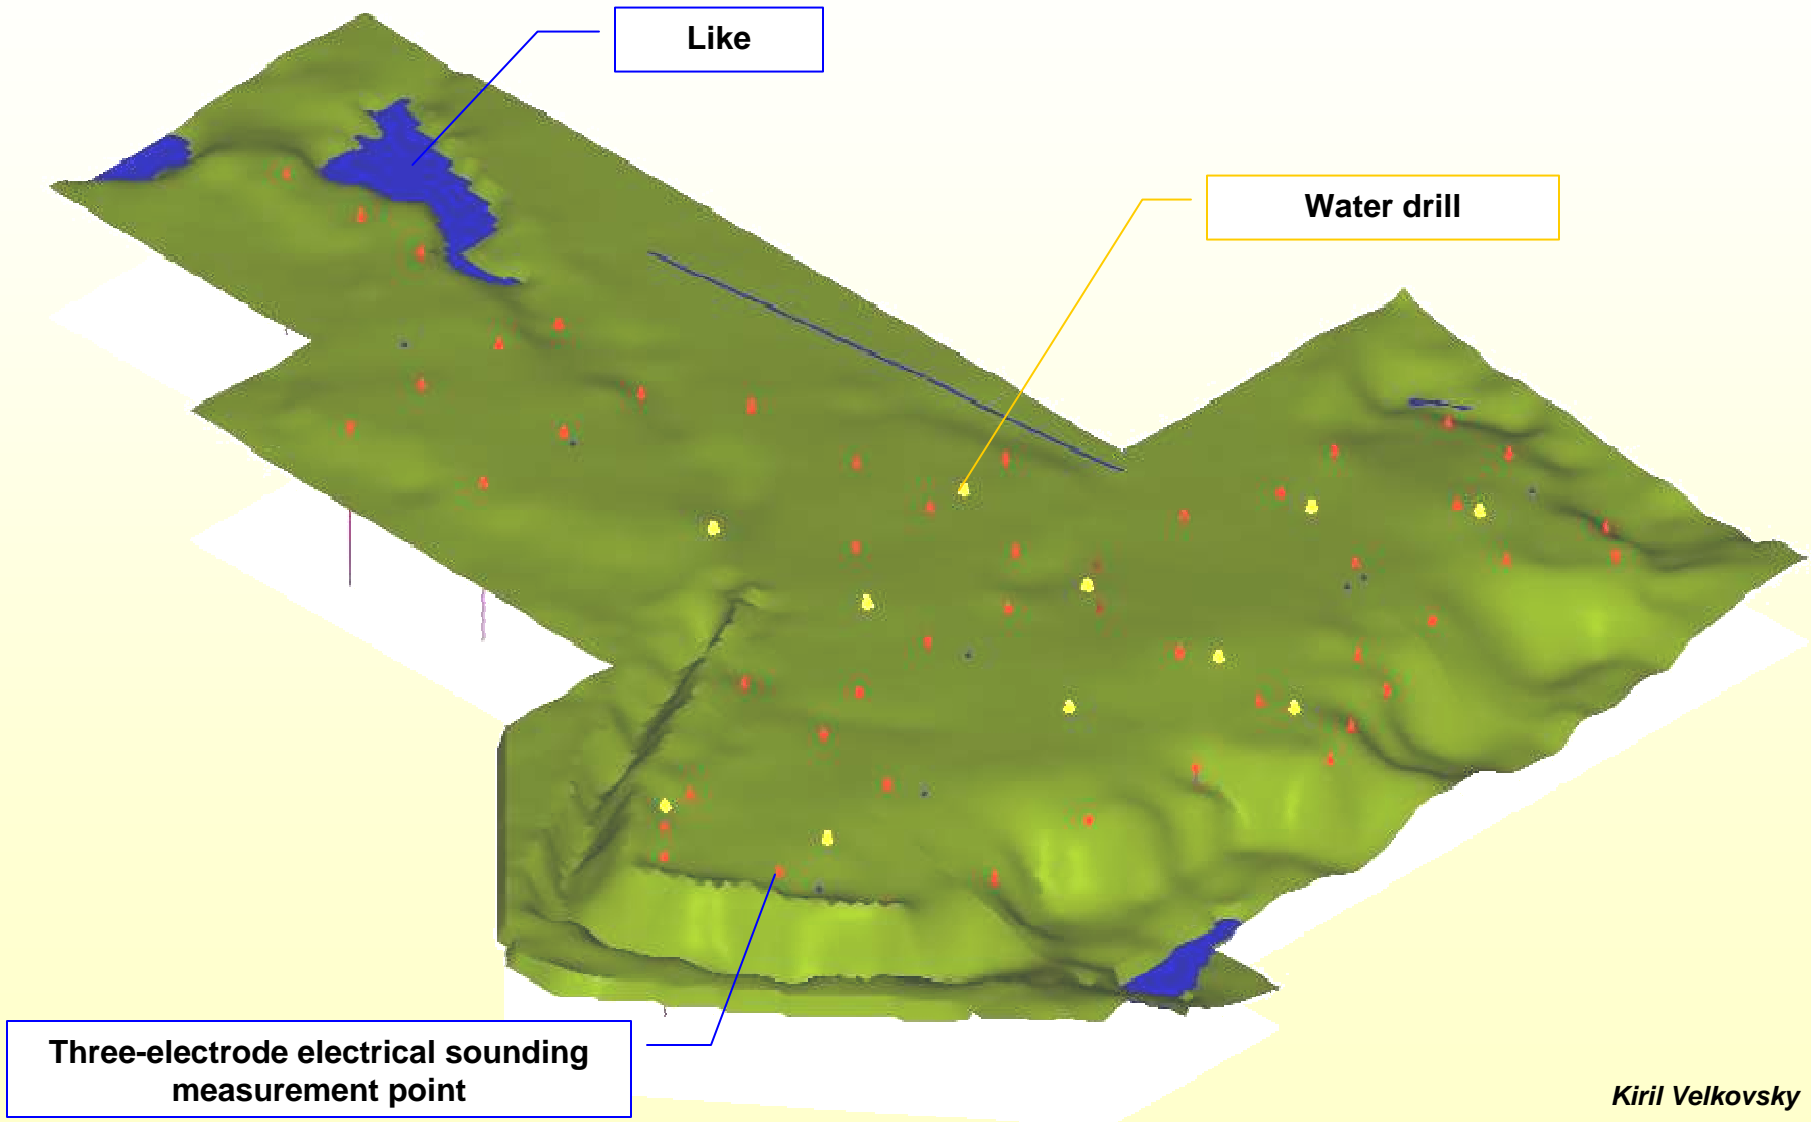 Like
Water drill
Three-electrode electrical sounding
measurement point
Kiril Velkovsky